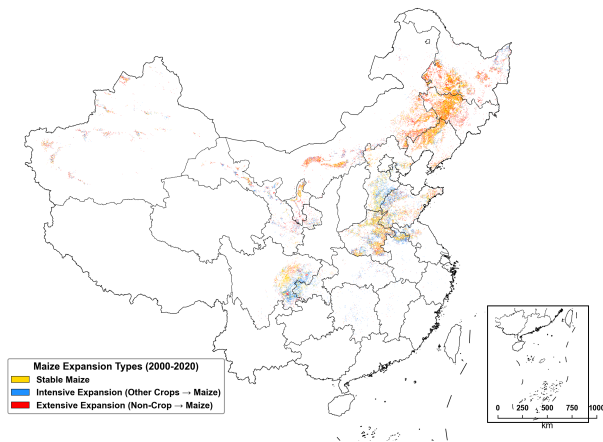 Maize Expansion Types (2000-2020)
Stable Maize
Intensive Expansion (Other Crops → Maize)
Extensive Expansion (Non-Crop → Maize)
0 250 500 750 1000
km